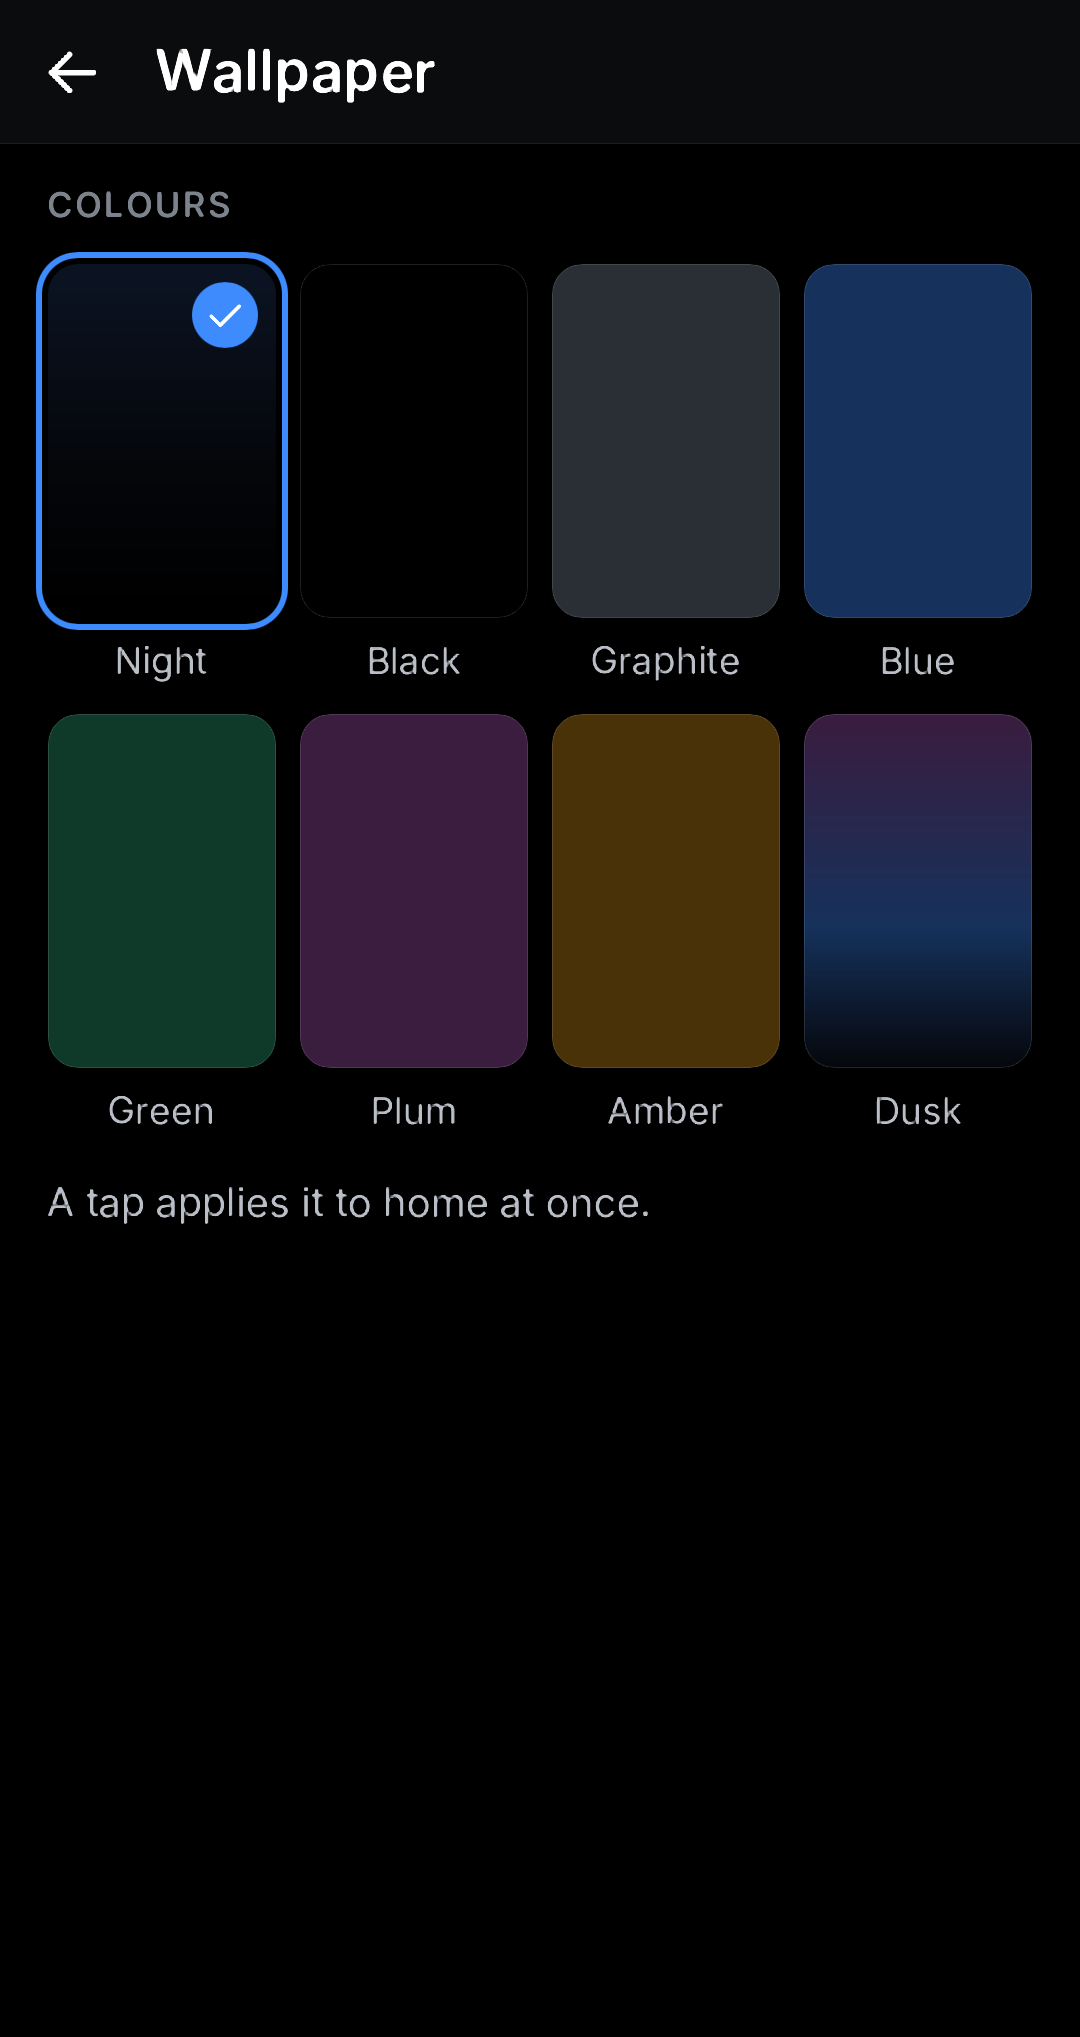 Wallpaper
COLOURS
Night Black Graphite Blue
Green Plum Amber Dusk
A tap applies it to home at once.